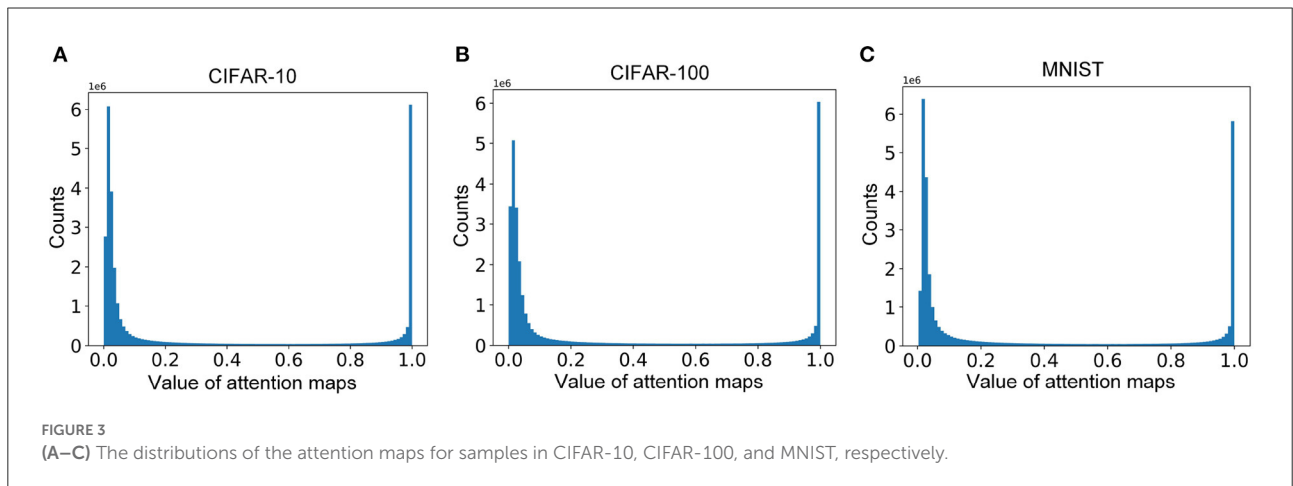 A
CIFAR-10
1e6
6
5
4
3
2
1
0
Counts
0.0 0.2 0.4 0.6 0.8 1.0
Value of attention maps
B
CIFAR-100
1e6
6
5
4
3
2
1
0
Counts
0.0 0.2 0.4 0.6 0.8 1.0
Value of attention maps
C
MNIST
1e6
6
5
4
3
2
1
0
Counts
0.0 0.2 0.4 0.6 0.8 1.0
Value of attention maps
FIGURE 3
(A–C) The distributions of the attention maps for samples in CIFAR-10, CIFAR-100, and MNIST, respectively.